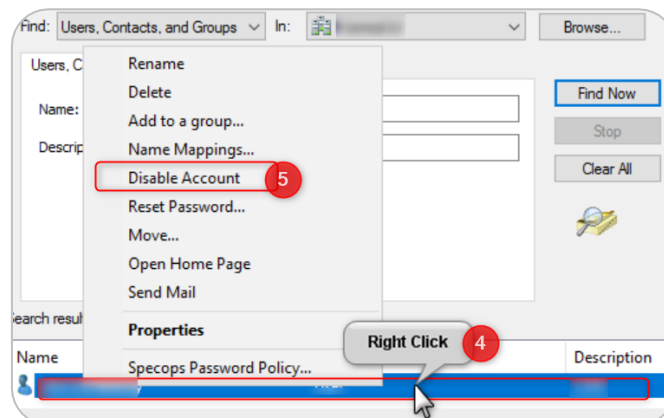 Find: Users, Contacts, and Groups In: Browse...
Users, C
Name:
Descrip
Find Now
Stop
Clear All
Rename
Delete
Add to a group...
Name Mappings...
Disable Account 5
Reset Password...
Move...
Open Home Page
Send Mail
Properties
Specops Password Policy...
Right Click 4
Search result
Name Description